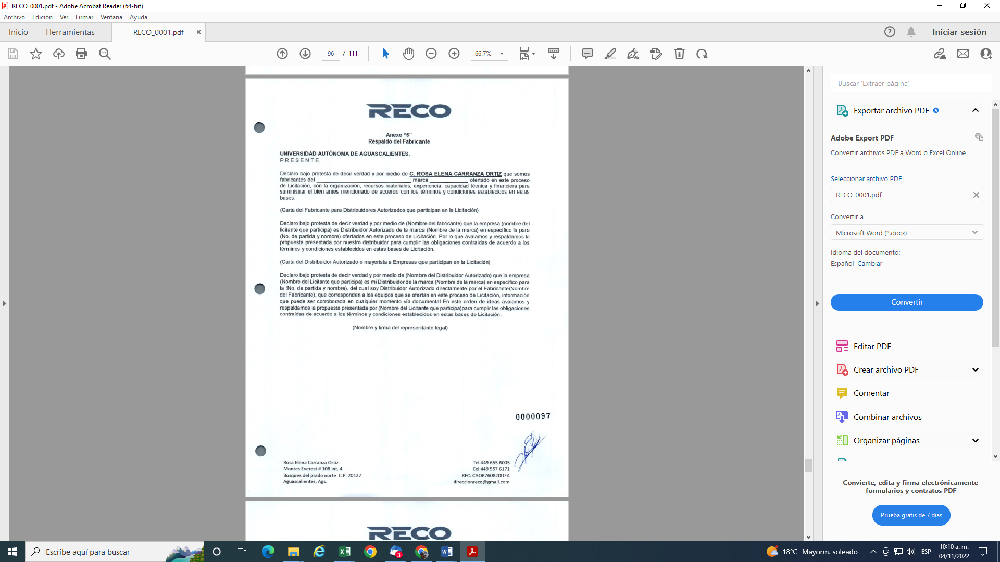 RECO_0001.pdf - Adobe Acrobat Reader (64-bit)
Archivo Edición Ver Firmar Ventana Ayuda
Inicio Herramientas RECO_0001.pdf Iniciar sesión
96 / 111 66.7%
RECO
Anexo “6”
Respaldo del Fabricante
UNIVERSIDAD AUTÓNOMA DE AGUASCALIENTES.
P R E S E N T E.
Declaro bajo protesta de decir verdad y por medio de C. ROSA ELENA CARRANZA ORTIZ que somos
fabricantes del ______________________________ marca ____________ ofertado en este proceso
de Licitación, con la organización, recursos materiales, experiencia, capacidad técnica y financiera para
suministrar el bien antes mencionado de acuerdo con los términos y condiciones establecidos en estas
bases.
(Carta del Fabricante para Distribuidores Autorizados que participan en la Licitación)
Declaro bajo protesta de decir verdad y por medio de (Nombre del fabricante) que la empresa (nombre del
licitante que participa) es Distribuidor Autorizado de la marca (Nombre de la marca) en específico la para
(No. de partida y nombre) ofertados en este proceso de Licitación. Por lo que avalamos y respaldamos la
propuesta presentada por nuestro distribuidor para cumplir las obligaciones contraídas de acuerdo a los
términos y condiciones establecidos en estas bases de Licitación.
(Carta del Distribuidor Autorizado o mayorista a Empresas que participan en la Licitación)
Declaro bajo protesta de decir verdad y por medio de (Nombre del Distribuidor Autorizado) que la empresa
(Nombre del Licitante que participa) es mi Distribuidor de la marca (Nombre de la marca) en específico para
la (No. de partida y nombre), del cual soy Distribuidor Autorizado directamente por el Fabricante(Nombre
del Fabricante), que corresponden a los equipos que se ofertan en este proceso de Licitación, información
que puede ser corroborada en cualquier momento vía documental En este orden de ideas avalamos y
respaldamos la propuesta presentada por (Nombre del Licitante que participa)para cumplir las obligaciones
contraídas de acuerdo a los términos y condiciones establecidos en estas bases de Licitación.
(Nombre y firma del representante legal)
0000097
Rosa Elena Carranza Ortiz
Montes Everest # 108 int. 4
Bosques del prado norte C.P. 20127
Aguascalientes, Ags.
Tel 449 655 6005
Cel 449 557 6171
RFC: CAOR760820UFA
direccionreco@gmail.com
RECO
Buscar 'Extraer página'
Exportar archivo PDF
Adobe Export PDF
Convertir archivos PDF a Word o Excel Online
Seleccionar archivo PDF
RECO_0001.pdf
Convertir a
Microsoft Word (*.docx)
Idioma del documento:
Español Cambiar
Convertir
Editar PDF
Crear archivo PDF
Comentar
Combinar archivos
Organizar páginas
Convierte, edita y firma electrónicamente
formularios y contratos PDF
Prueba gratis de 7 días
Escribe aquí para buscar
3
18°C Mayorm. soleado
ESP
10:10 a. m.
04/11/2022